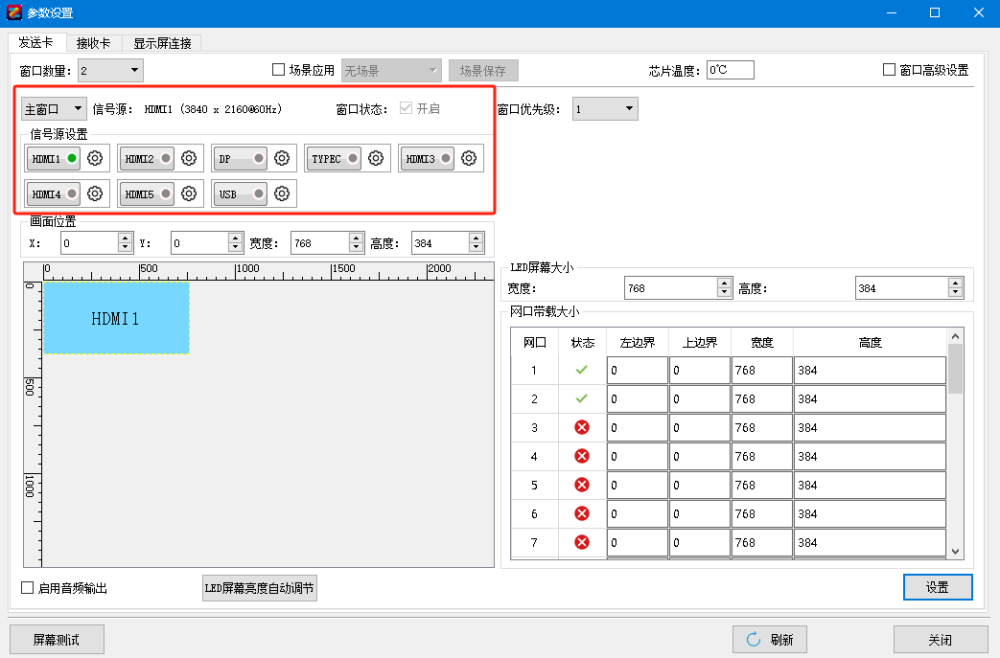 参数设置
发送卡 接收卡 显示屏连接
窗口数量: 2 场景应用 无场景 场景保存 芯片温度: 0℃ 窗口高级设置
主窗口 信号源: HDMI1 (3840 x 2160@60Hz) 窗口状态: 开启 窗口优先级: 1
信号源设置
HDMI1 HDMI2 DP TYPEC HDMI3
HDMI4 HDMI5 USB
画面位置
X: 0 Y: 0 宽度: 768 高度: 384
0 500 1000 1500 2000
0
500
1000
HDMI1
LED屏幕大小
宽度: 768 高度: 384
网口带载大小
网口 状态 左边界 上边界 宽度 高度
1 0 0 768 384
2 0 0 768 384
3 0 0 768 384
4 0 0 768 384
5 0 0 768 384
6 0 0 768 384
7 0 0 768 384
启用音频输出 LED屏幕亮度自动调节 设置
屏幕测试 刷新 关闭